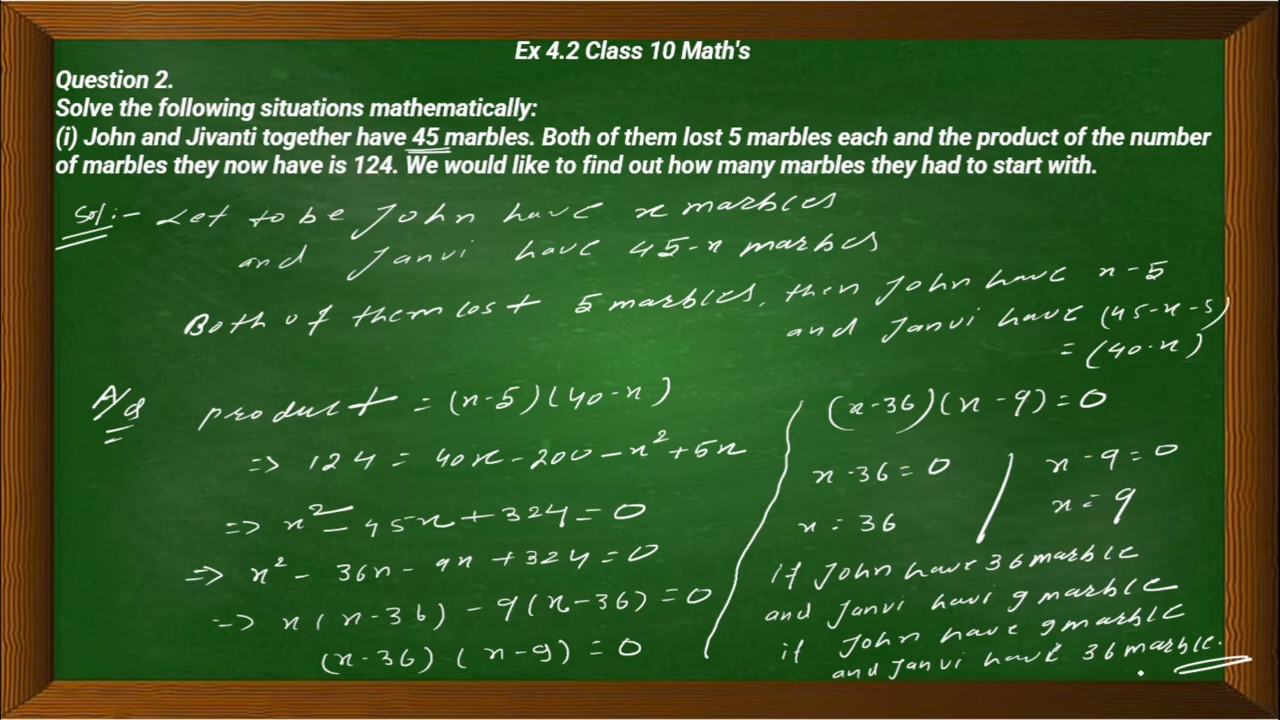 Ex 4.2 Class 10 Math's
Question 2.
Solve the following situations mathematically:
(i) John and Jivanti together have 45 marbles. Both of them lost 5 marbles each and the product of the number
of marbles they now have is 124. We would like to find out how many marbles they had to start with.
Sol:- Let to be John have x marbles
and Janvi have 45-x marbles
Both of them lost 5 marbles, then John have x-5
and Janvi have (45-x-5)
= (40-x)
A/q product = (x-5)(40-x)
=> 124 = 40x-200-x²+5x
=> x²-45x+324=0
=> x²-36x-9x+324=0
=> x(x-36)-9(x-36)=0
(x-36)(x-9)=0
(x-36)(x-9)=0
x-36=0 / x-9=0
x=36 x=9
if John have 36 marble
and Janvi have 9 marble
if John have 9 marble
and Janvi have 36 marble.